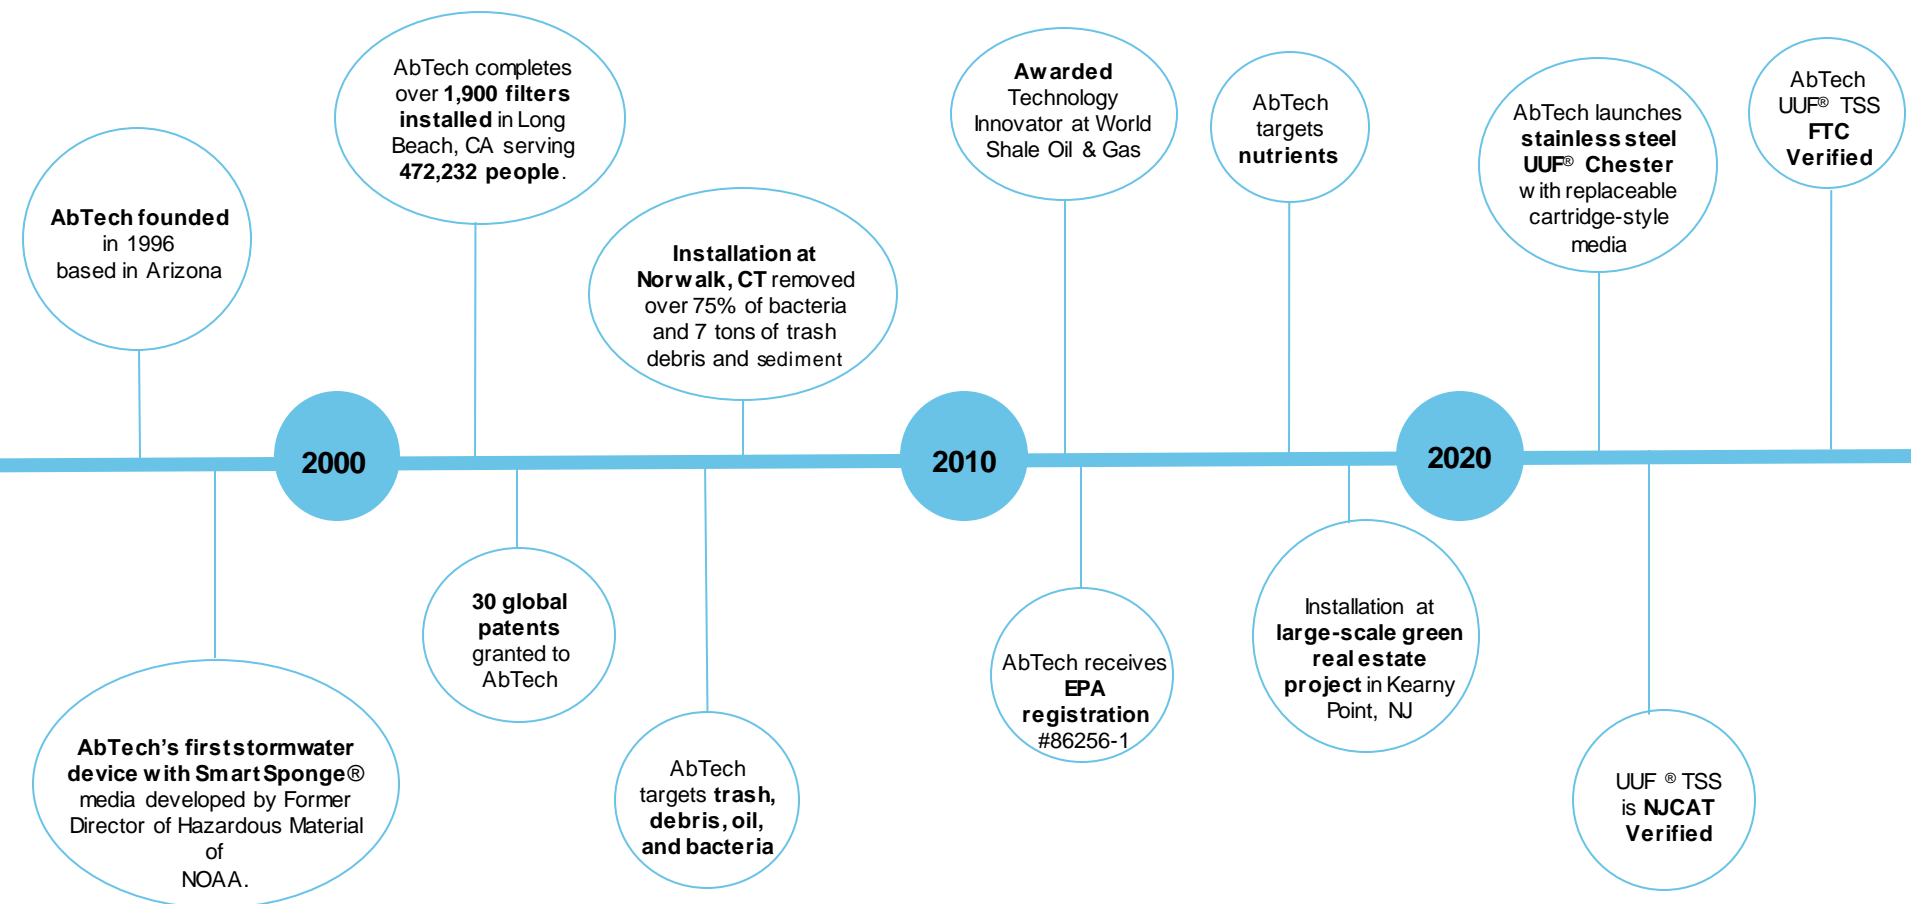 AbTech founded
in 1996
based in Arizona
AbTech completes
over 1,900 filters
installed in Long
Beach, CA serving
472,232 people.
Installation at
Norwalk, CT removed
over 75% of bacteria
and 7 tons of trash
debris and sediment
Awarded
Technology
Innovator at World
Shale Oil & Gas
AbTech
targets
nutrients
AbTech launches
stainless steel
UUF® Chester
with replaceable
cartridge-style
media
AbTech
UUF® TSS
FTC
Verified
2000
2010
2020
AbTech's first stormwater
device with Smart Sponge®
media developed by Former
Director of Hazardous Material
of
NOAA.
30 global
patents
granted to
AbTech
AbTech
targets trash,
debris, oil,
and bacteria
AbTech receives
EPA
registration
#86256-1
Installation at
large-scale green
real estate
project in Kearny
Point, NJ
UUF ® TSS
is NJCAT
Verified